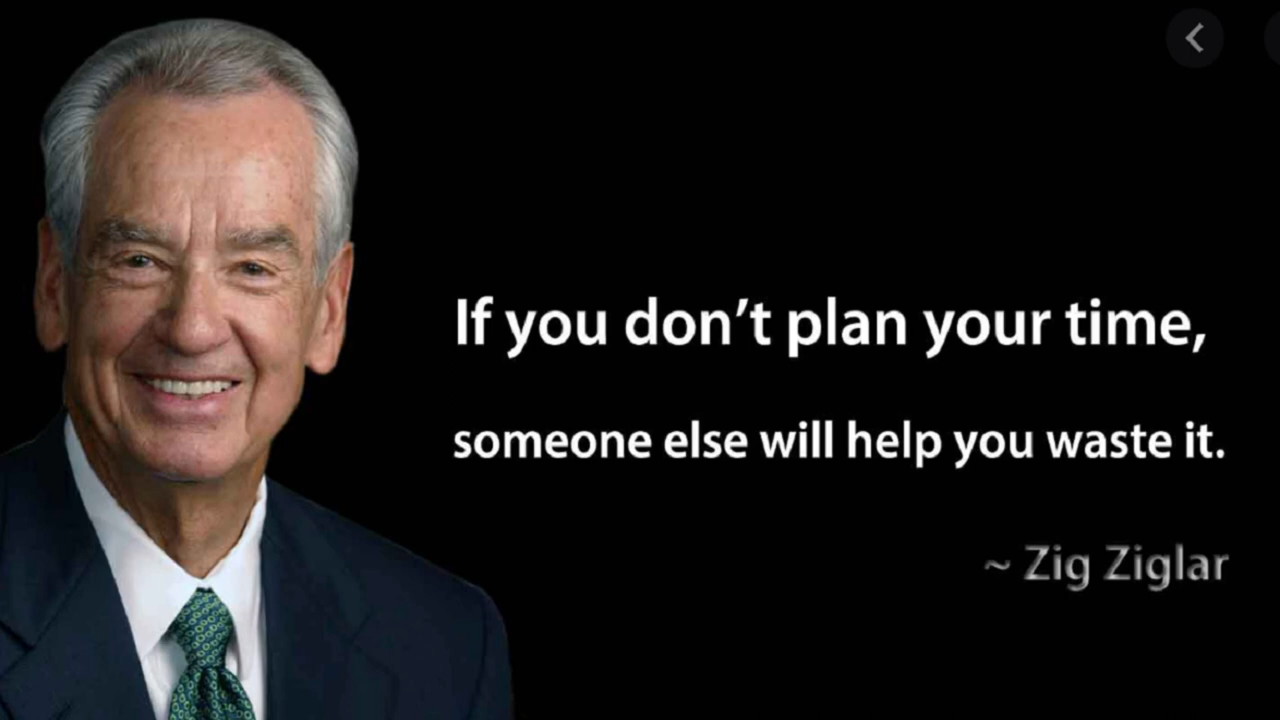 If you don’t plan your time,
someone else will help you waste it.
~ Zig Ziglar